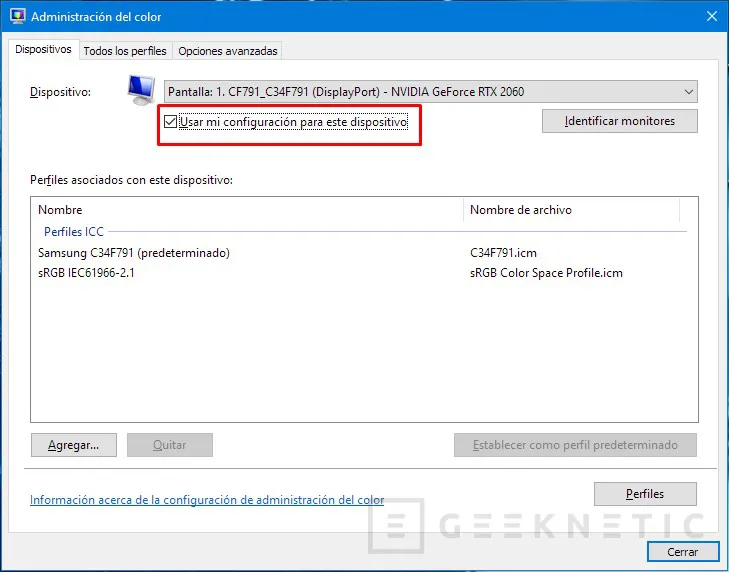 Administración del color
Dispositivos Todos los perfiles Opciones avanzadas
Dispositivo: Pantalla: 1. CF791_C34F791 (DisplayPort) - NVIDIA GeForce RTX 2060
Usar mi configuración para este dispositivo Identificar monitores
Perfiles asociados con este dispositivo:
Nombre Nombre de archivo
Perfiles ICC
Samsung C34F791 (predeterminado) C34F791.icm
sRGB IEC61966-2.1 sRGB Color Space Profile.icm
Agregar... Quitar Establecer como perfil predeterminado
Información acerca de la configuración de administración del color Perfiles
GEEKNETIC
Cerrar